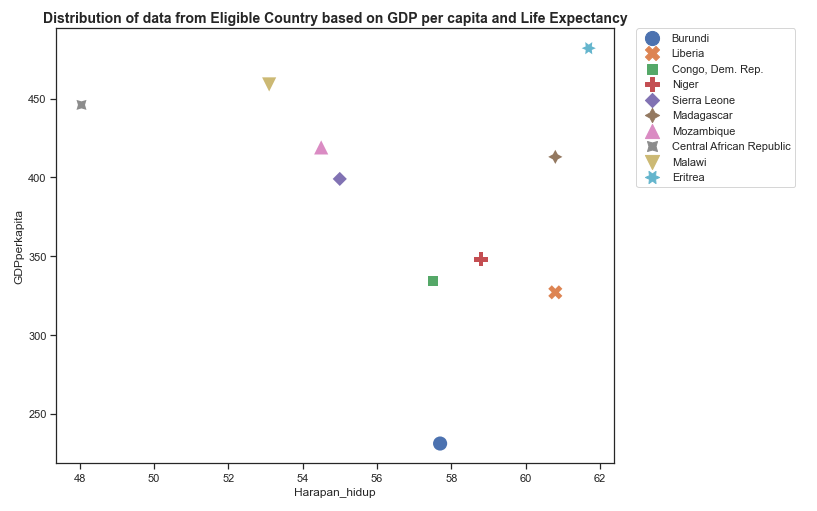 Distribution of data from Eligible Country based on GDP per capita and Life Expectancy
Burundi
Liberia
Congo, Dem. Rep.
Niger
Sierra Leone
Madagascar
Mozambique
Central African Republic
Malawi
Eritrea
GDPperkapita
450
400
350
300
250
48 50 52 54 56 58 60 62
Harapan_hidup